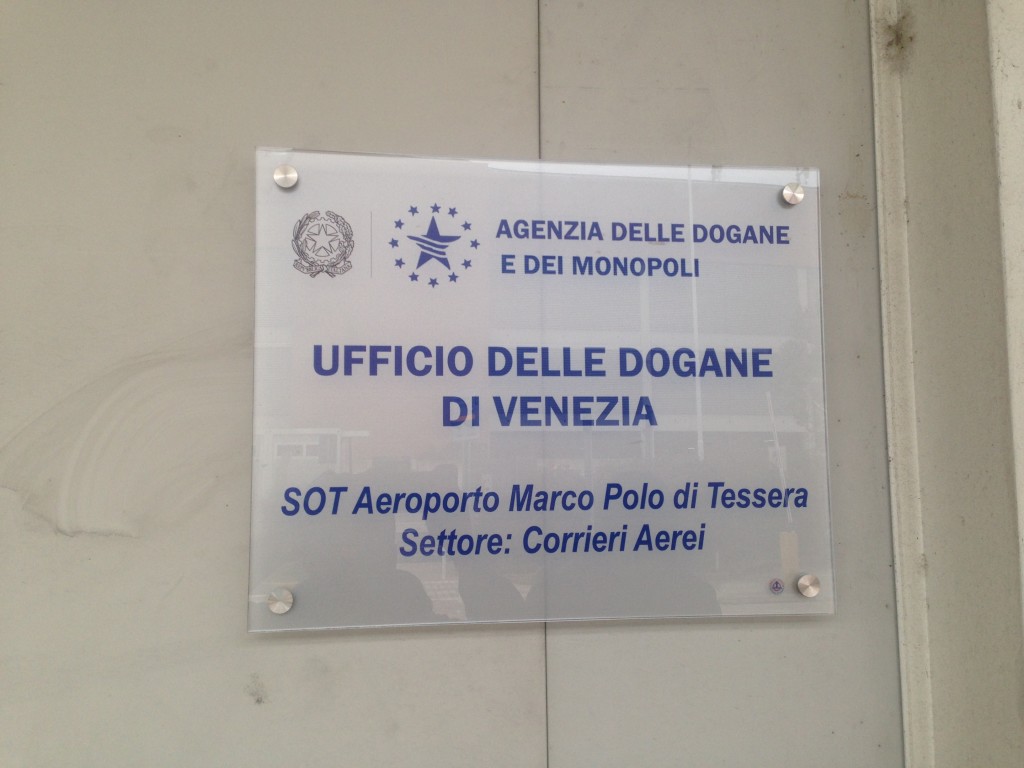 AGENZIA DELLE DOGANE
E DEI MONOPOLI
UFFICIO DELLE DOGANE
DI VENEZIA
SOT Aeroporto Marco Polo di Tessera
Settore: Corrieri Aerei